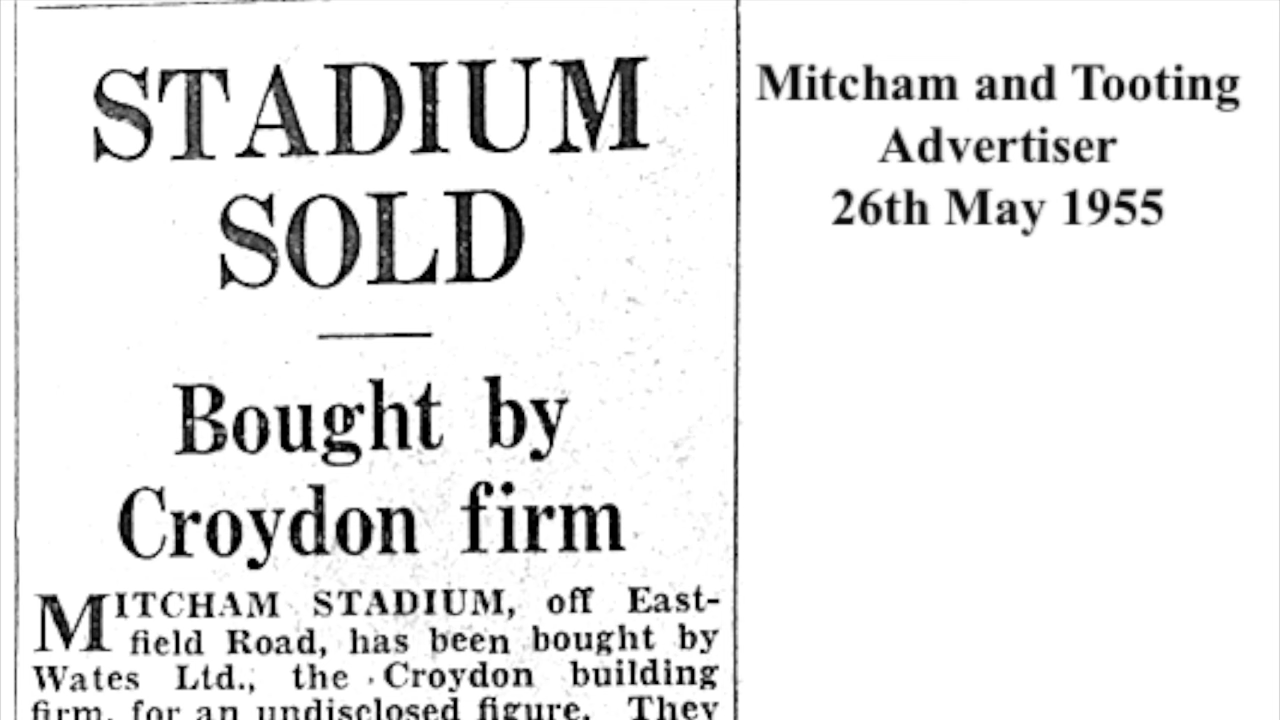 STADIUM
SOLD
Bought by
Croydon firm
MITCHAM STADIUM, off East-
field Road, has been bought by
Wates Ltd., the Croydon building
firm, for an undisclosed figure. They
Mitcham and Tooting
Advertiser
26th May 1955